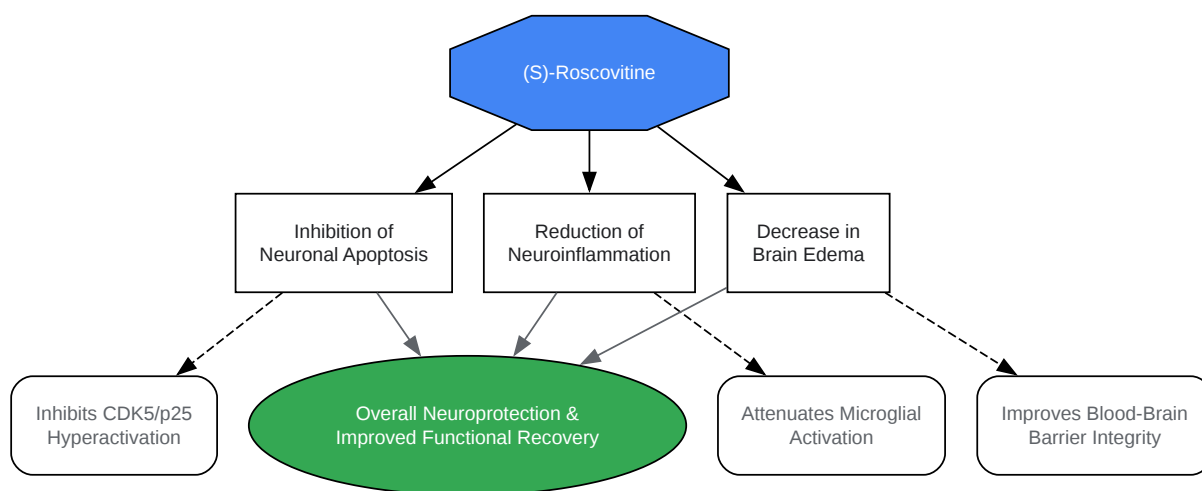 (S)-Roscovitine
Inhibition of
Neuronal Apoptosis
Reduction of
Neuroinflammation
Decrease in
Brain Edema
Inhibits CDK5/p25
Hyperactivation
Overall Neuroprotection &
Improved Functional Recovery
Attenuates Microglial
Activation
Improves Blood-Brain
Barrier Integrity